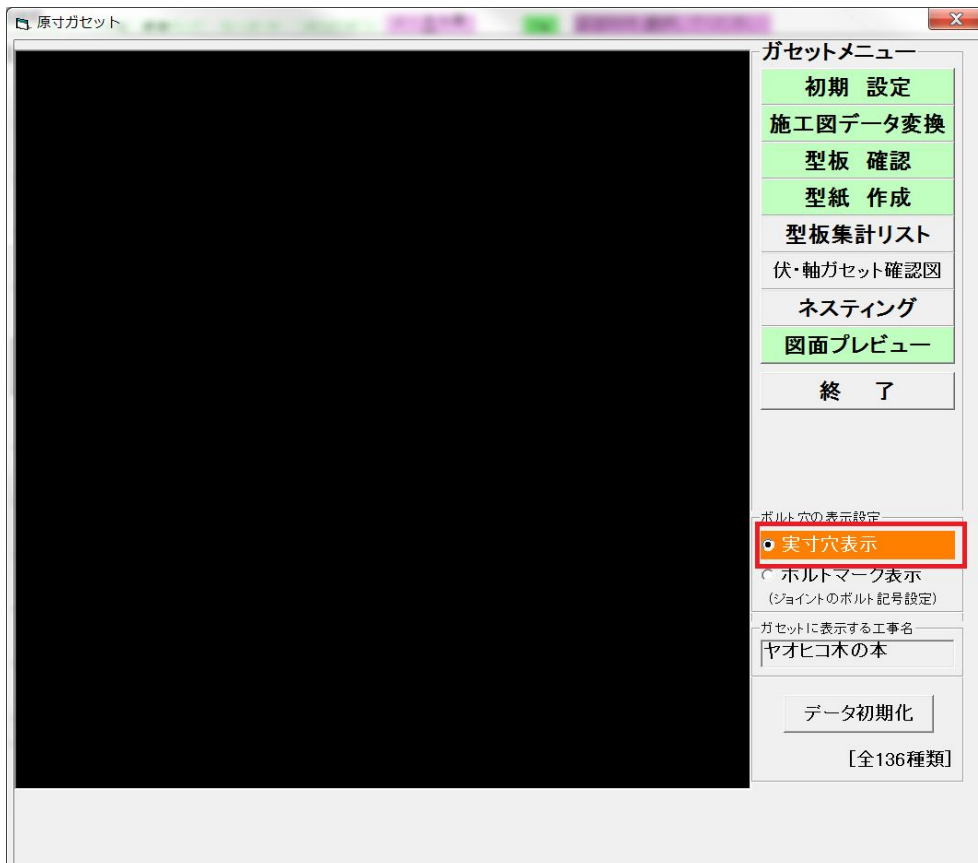 原寸ガセット
ガセットメニュー
初期 設定
施工図データ変換
型板 確認
型紙 作成
型板集計リスト
伏・軸ガセット確認図
ネスティング
図面プレビュー
終 了
ボルト穴の表示設定
実寸穴表示
ボルトマーク表示
(ジョイントのボルト記号設定)
ガセットに表示する工事名
ヤオヒコ木の本
データ初期化
[全136種類]